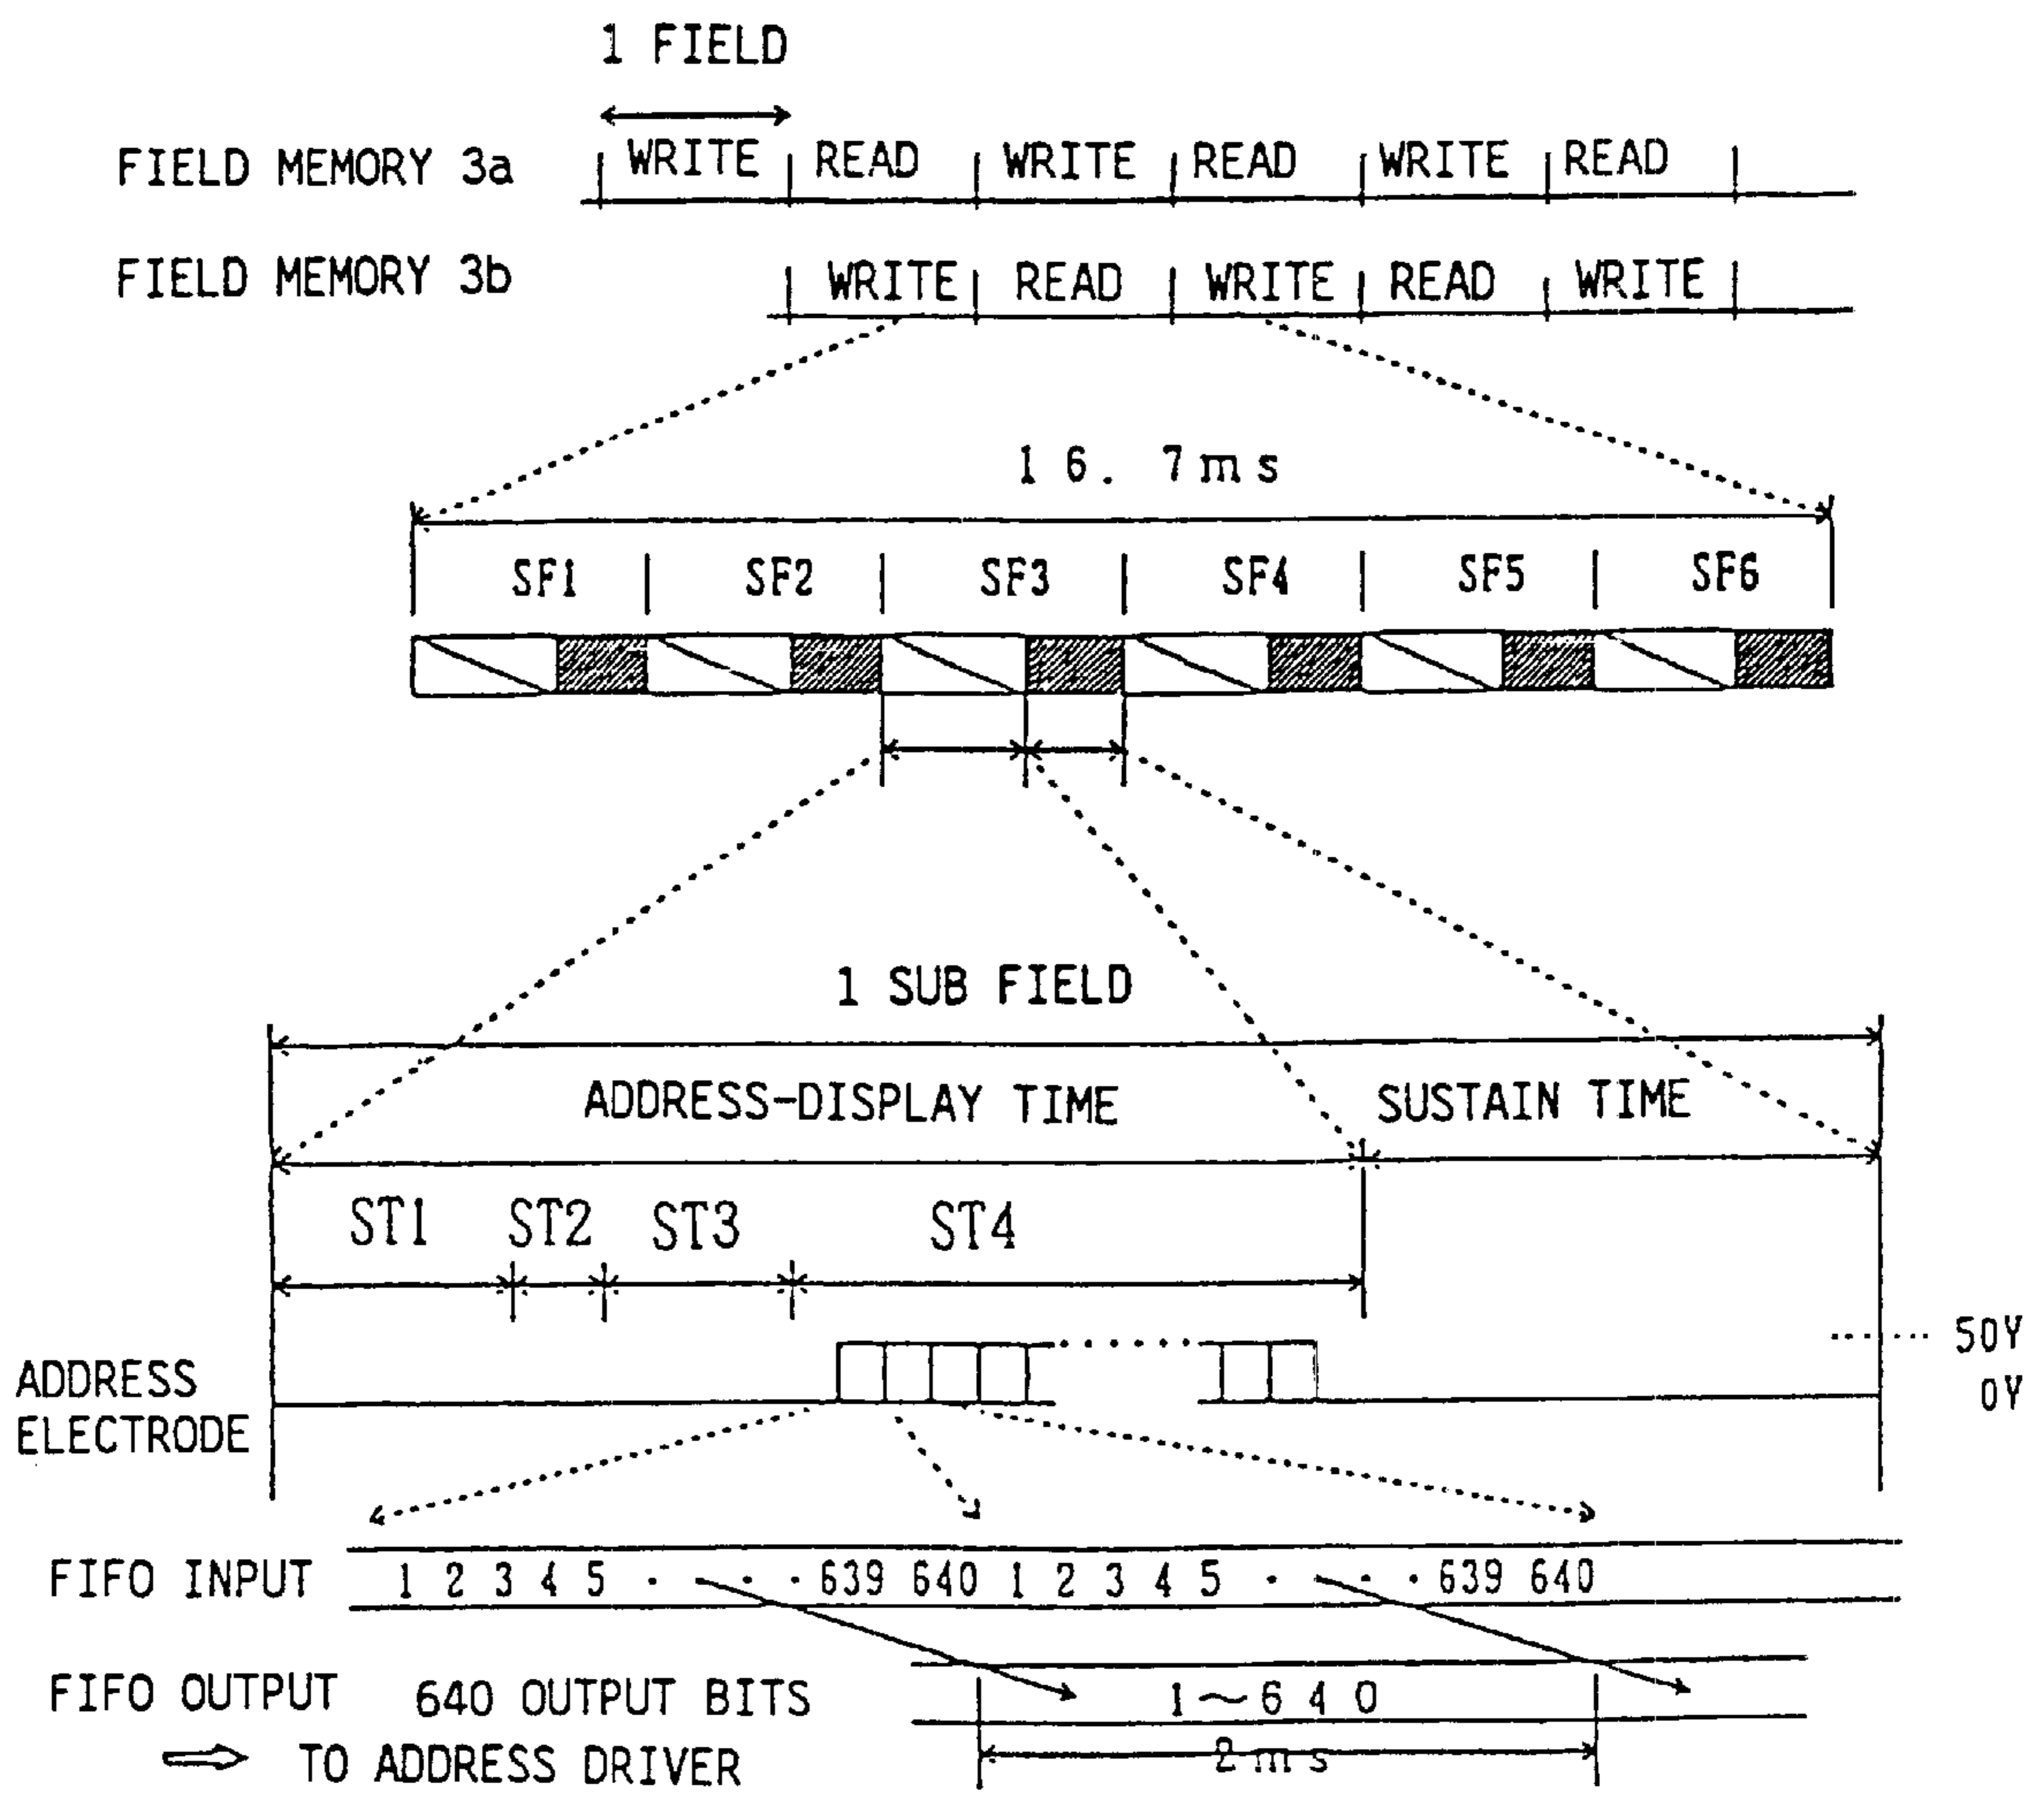 1 FIELD
FIELD MEMORY 3a WRITE READ WRITE READ WRITE READ
FIELD MEMORY 3b WRITE READ WRITE READ WRITE
16.7ms
SF1 SF2 SF3 SF4 SF5 SF6
1 SUB FIELD
ADDRESS-DISPLAY TIME SUSTAIN TIME
ST1 ST2 ST3 ST4
50Y
ADDRESS 0Y
ELECTRODE
FIFO INPUT 1 2 3 4 5 · · · 639 640 1 2 3 4 5 · · · 639 640
FIFO OUTPUT 640 OUTPUT BITS 1～640
⇒ TO ADDRESS DRIVER 2ms